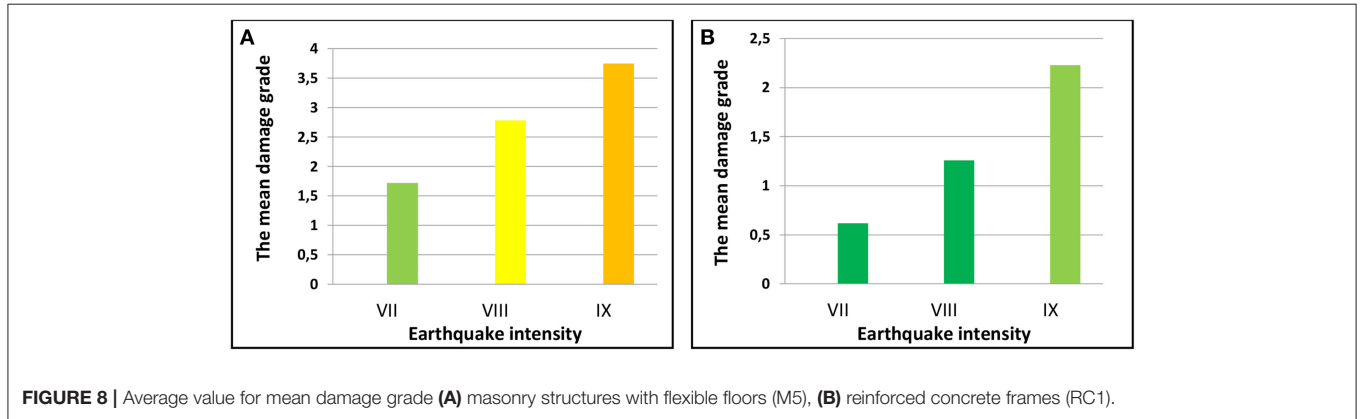 A
The mean damage grade
4
3,5
3
2,5
2
1,5
1
0,5
0
VII VIII IX
Earthquake intensity
B
The mean damage grade
2,5
2
1,5
1
0,5
0
VII VIII IX
Earthquake intensity
FIGURE 8 | Average value for mean damage grade (A) masonry structures with flexible floors (M5), (B) reinforced concrete frames (RC1).